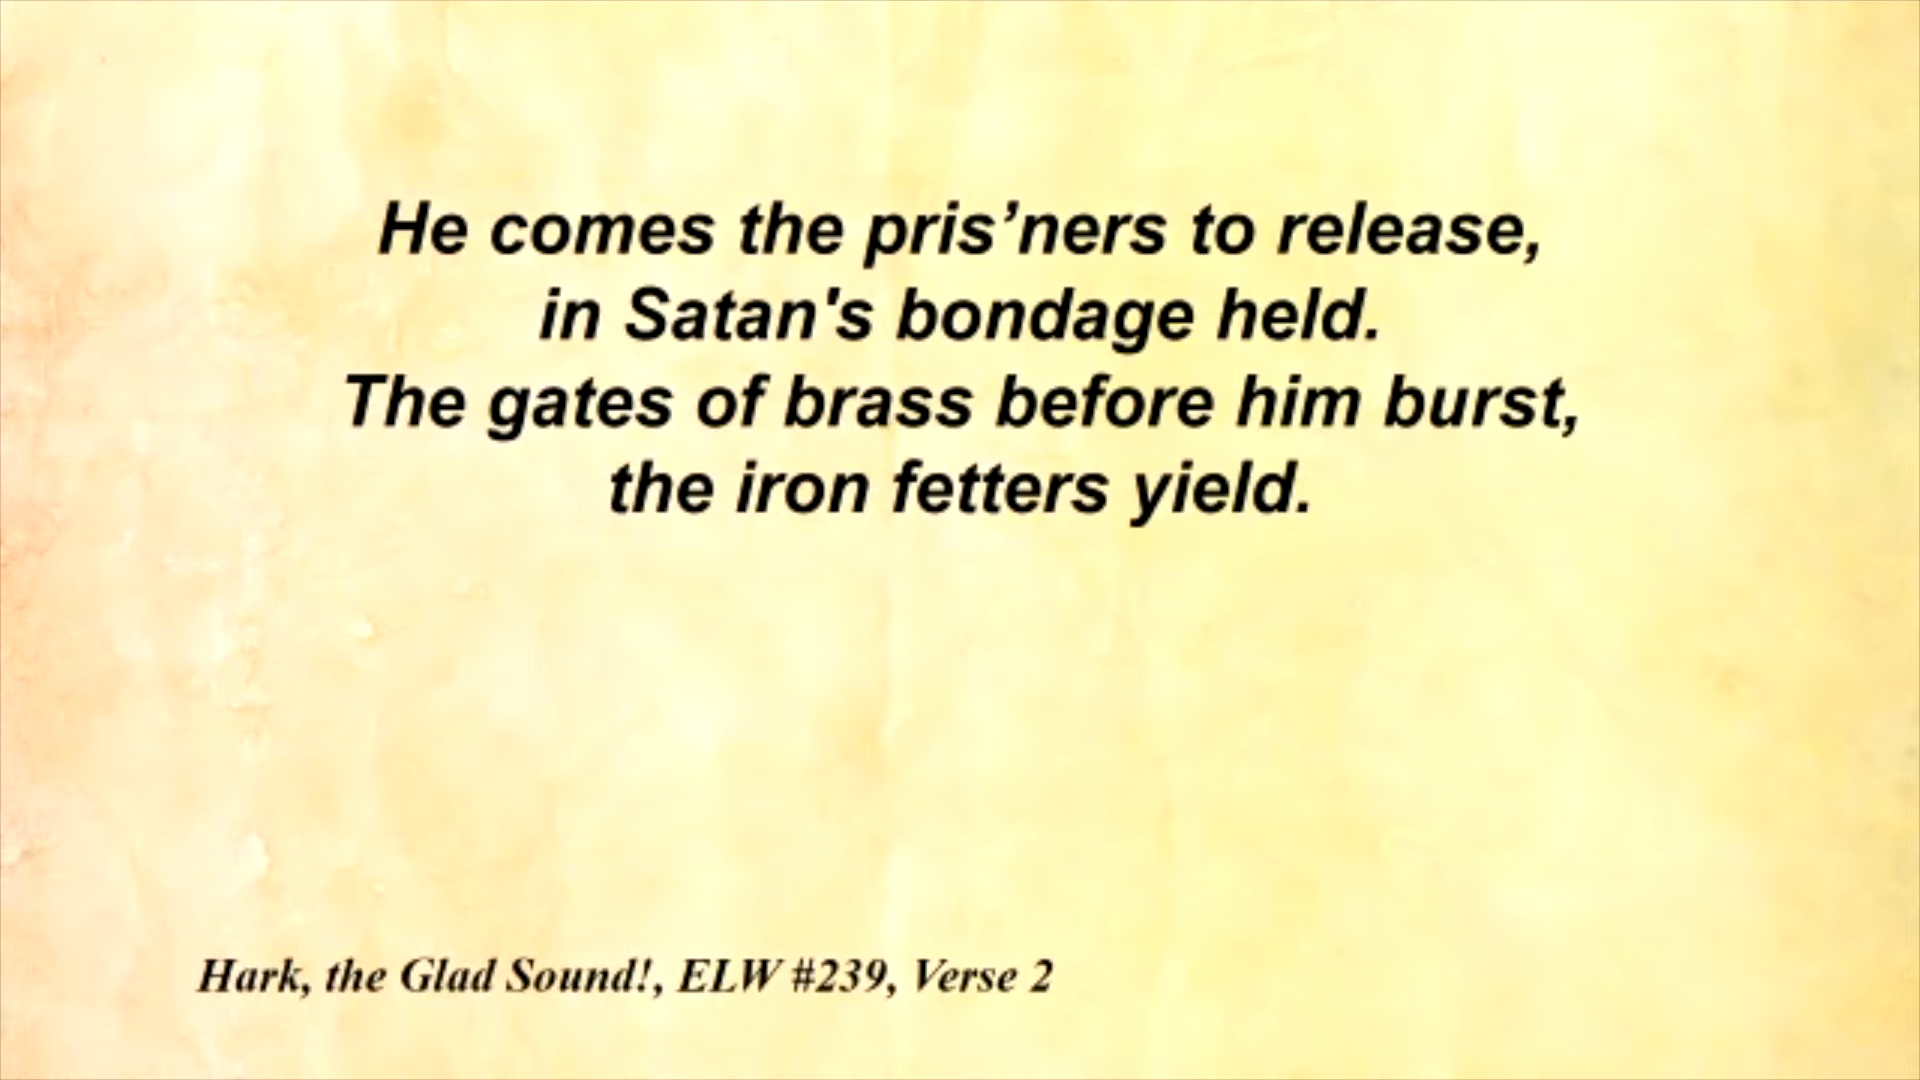 He comes the pris’ners to release,
in Satan's bondage held.
The gates of brass before him burst,
the iron fetters yield.
Hark, the Glad Sound!, ELW #239, Verse 2